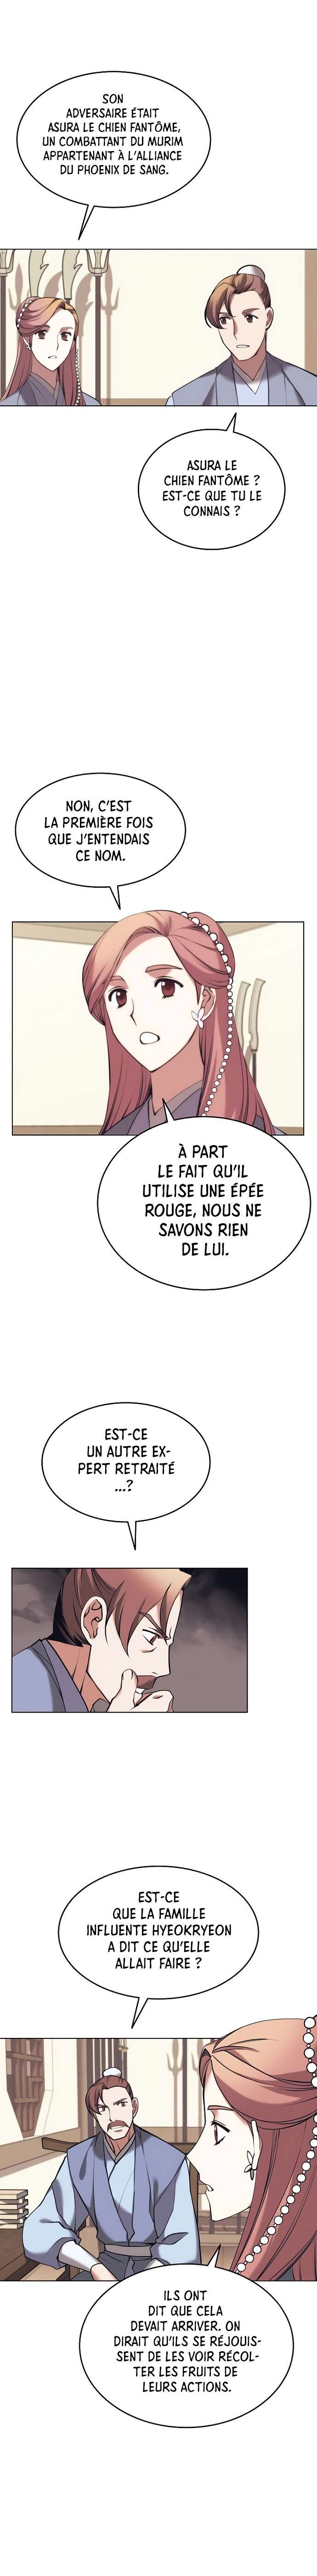 SON
ADVERSAIRE ÉTAIT
ASURA LE CHIEN FANTÔME,
UN COMBATTANT DU MURIM
APPARTENANT À L'ALLIANCE
DU PHOENIX DE SANG.
ASURA LE
CHIEN FANTÔME ?
EST-CE QUE TU LE
CONNAIS ?
NON, C'EST
LA PREMIÈRE FOIS
QUE J'ENTENDAIS
CE NOM.
À PART
LE FAIT QU'IL
UTILISE UNE ÉPÉE
ROUGE, NOUS NE
SAVONS RIEN
DE LUI.
EST-CE
UN AUTRE EX-
PERT RETRAITÉ
...?
EST-CE
QUE LA FAMILLE
INFLUENTE HYEOKRYEON
A DIT CE QU'ELLE
ALLAIT FAIRE ?
ILS ONT
DIT QUE CELA
DEVAIT ARRIVER. ON
DIRAIT QU'ILS SE RÉJOUIS-
SENT DE LES VOIR RÉCOL-
TER LES FRUITS DE
LEURS ACTIONS.